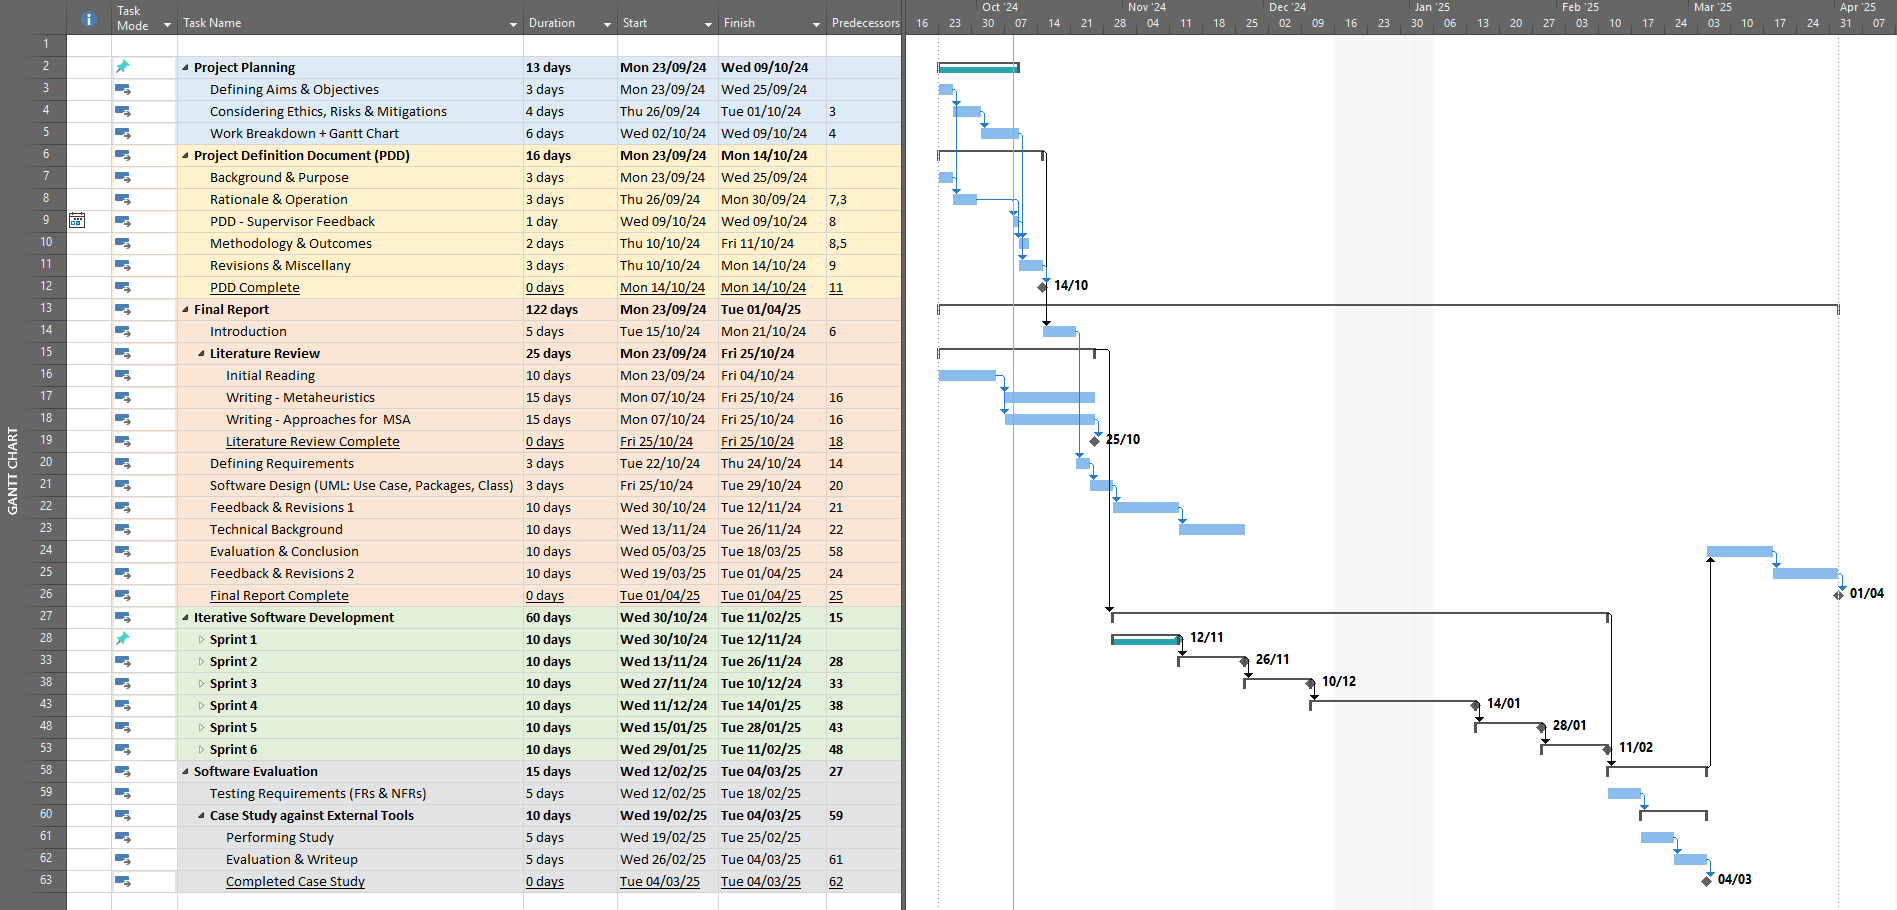 Task Mode Task Name Duration Start Finish Predecessors
Oct '24 Nov '24 Dec '24 Jan '25 Feb '25 Mar '25 Apr '25
16 23 30 07 14 21 28 04 11 18 25 02 09 16 23 30 06 13 20 27 03 10 17 24 03 10 17 24 31 07
1
2 Project Planning 13 days Mon 23/09/24 Wed 09/10/24
3 Defining Aims & Objectives 3 days Mon 23/09/24 Wed 25/09/24
4 Considering Ethics, Risks & Mitigations 4 days Thu 26/09/24 Tue 01/10/24 3
5 Work Breakdown + Gantt Chart 6 days Wed 02/10/24 Wed 09/10/24 4
6 Project Definition Document (PDD) 16 days Mon 23/09/24 Mon 14/10/24
7 Background & Purpose 3 days Mon 23/09/24 Wed 25/09/24
8 Rationale & Operation 3 days Thu 26/09/24 Mon 30/09/24 7,3
9 PDD - Supervisor Feedback 1 day Wed 09/10/24 Wed 09/10/24 8
10 Methodology & Outcomes 2 days Thu 10/10/24 Fri 11/10/24 8,5
11 Revisions & Miscellany 3 days Thu 10/10/24 Mon 14/10/24 9
12 PDD Complete 0 days Mon 14/10/24 Mon 14/10/24 11 14/10
13 Final Report 122 days Mon 23/09/24 Tue 01/04/25
14 Introduction 5 days Tue 15/10/24 Mon 21/10/24 6
15 Literature Review 25 days Mon 23/09/24 Fri 25/10/24
16 Initial Reading 10 days Mon 23/09/24 Fri 04/10/24
17 Writing - Metaheuristics 15 days Mon 07/10/24 Fri 25/10/24 16
18 Writing - Approaches for MSA 15 days Mon 07/10/24 Fri 25/10/24 16
19 Literature Review Complete 0 days Fri 25/10/24 Fri 25/10/24 18 25/10
20 Defining Requirements 3 days Tue 22/10/24 Thu 24/10/24 14
21 Software Design (UML: Use Case, Packages, Class) 3 days Fri 25/10/24 Tue 29/10/24 20
22 Feedback & Revisions 1 10 days Wed 30/10/24 Tue 12/11/24 21
23 Technical Background 10 days Wed 13/11/24 Tue 26/11/24 22
24 Evaluation & Conclusion 10 days Wed 05/03/25 Tue 18/03/25 58
25 Feedback & Revisions 2 10 days Wed 19/03/25 Tue 01/04/25 24
26 Final Report Complete 0 days Tue 01/04/25 Tue 01/04/25 25 01/04
27 Iterative Software Development 60 days Wed 30/10/24 Tue 11/02/25 15
28 Sprint 1 10 days Wed 30/10/24 Tue 12/11/24 12/11
33 Sprint 2 10 days Wed 13/11/24 Tue 26/11/24 28 26/11
38 Sprint 3 10 days Wed 27/11/24 Tue 10/12/24 33 10/12
43 Sprint 4 10 days Wed 11/12/24 Tue 14/01/25 38 14/01
48 Sprint 5 10 days Wed 15/01/25 Tue 28/01/25 43 28/01
53 Sprint 6 10 days Wed 29/01/25 Tue 11/02/25 48 11/02
58 Software Evaluation 15 days Wed 12/02/25 Tue 04/03/25 27
59 Testing Requirements (FRs & NFRs) 5 days Wed 12/02/25 Tue 18/02/25
60 Case Study against External Tools 10 days Wed 19/02/25 Tue 04/03/25 59
61 Performing Study 5 days Wed 19/02/25 Tue 25/02/25
62 Evaluation & Writeup 5 days Wed 26/02/25 Tue 04/03/25 61
63 Completed Case Study 0 days Tue 04/03/25 Tue 04/03/25 62 04/03
GANTT CHART